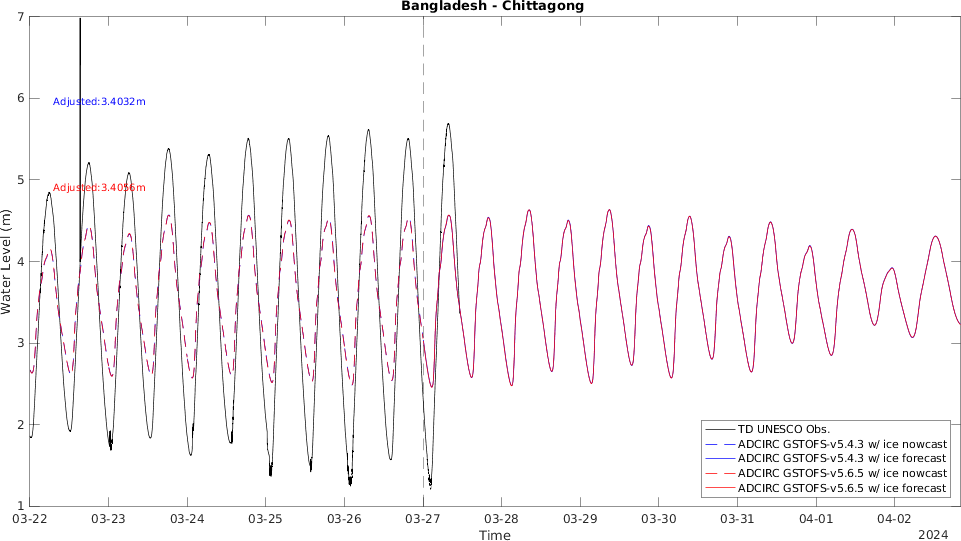 Bangladesh - Chittagong
7
6
5
4
3
2
1
Water Level (m)
Adjusted:3.4032m
Adjusted:3.4056m
TD UNESCO Obs.
ADCIRC GSTOFS-v5.4.3 w/ ice nowcast
ADCIRC GSTOFS-v5.4.3 w/ ice forecast
ADCIRC GSTOFS-v5.6.5 w/ ice nowcast
ADCIRC GSTOFS-v5.6.5 w/ ice forecast
03-22 03-23 03-24 03-25 03-26 03-27 03-28 03-29 03-30 03-31 04-01 04-02
Time
2024